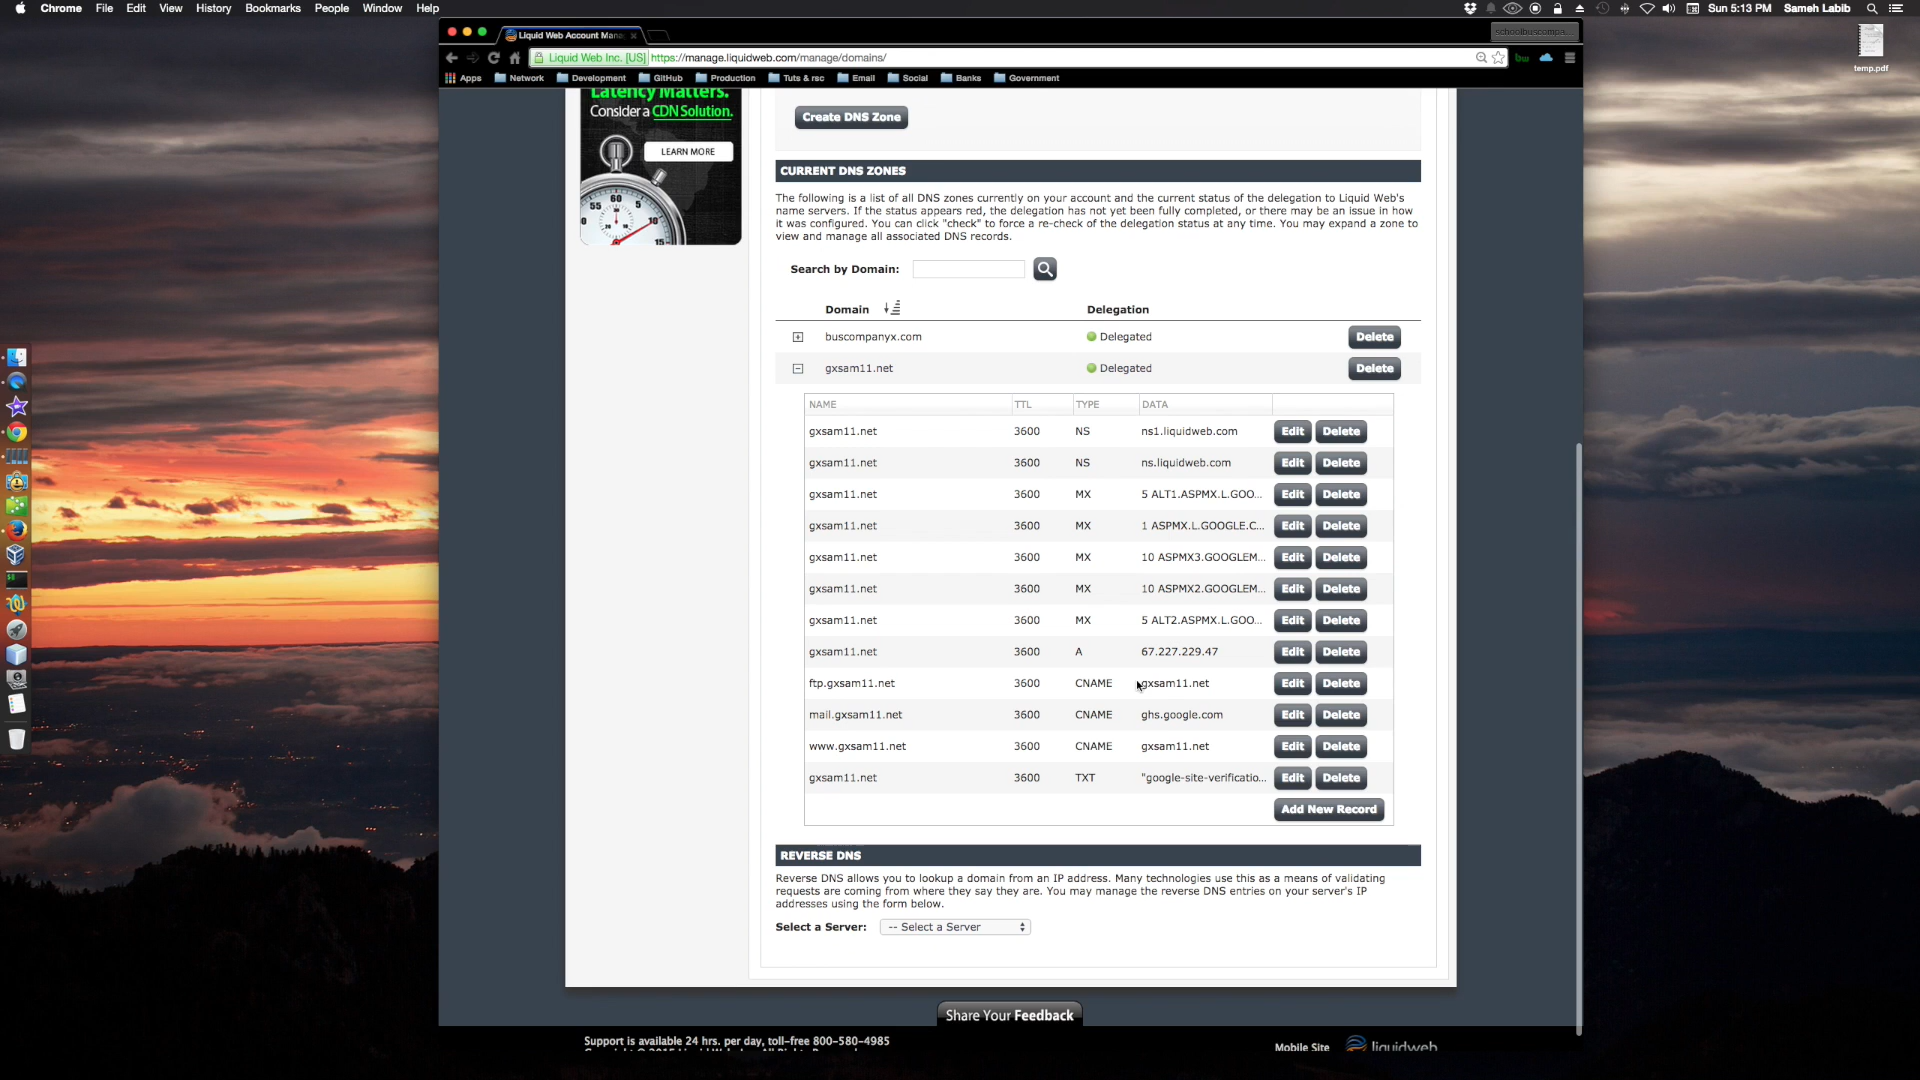 Chrome File Edit View History Bookmarks People Window Help
Sun 5:13 PM Sameh Labib
Liquid Web Account Mana
schoolbuscompa...
Liquid Web Inc. [US] https://manage.liquidweb.com/manage/domains/
Apps Network Development GitHub Production Tuts & rsc Email Social Banks Government
temp.pdf
Latency Matters.
Consider a CDN Solution.
LEARN MORE
55 60 5
50 10
15
Create DNS Zone
CURRENT DNS ZONES
The following is a list of all DNS zones currently on your account and the current status of the delegation to Liquid Web's
name servers. If the status appears red, the delegation has not yet been fully completed, or there may be an issue in how
it was configured. You can click "check" to force a re-check of the delegation status at any time. You may expand a zone to
view and manage all associated DNS records.
Search by Domain:
Domain Delegation
buscompanyx.com Delegated Delete
gxsam11.net Delegated Delete
NAME TTL TYPE DATA
gxsam11.net 3600 NS ns1.liquidweb.com Edit Delete
gxsam11.net 3600 NS ns.liquidweb.com Edit Delete
gxsam11.net 3600 MX 5 ALT1.ASPMX.L.GOO... Edit Delete
gxsam11.net 3600 MX 1 ASPMX.L.GOOGLE.C... Edit Delete
gxsam11.net 3600 MX 10 ASPMX3.GOOGLEM... Edit Delete
gxsam11.net 3600 MX 10 ASPMX2.GOOGLEM... Edit Delete
gxsam11.net 3600 MX 5 ALT2.ASPMX.L.GOO... Edit Delete
gxsam11.net 3600 A 67.227.229.47 Edit Delete
ftp.gxsam11.net 3600 CNAME gxsam11.net Edit Delete
mail.gxsam11.net 3600 CNAME ghs.google.com Edit Delete
www.gxsam11.net 3600 CNAME gxsam11.net Edit Delete
gxsam11.net 3600 TXT "google-site-verificatio... Edit Delete
Add New Record
REVERSE DNS
Reverse DNS allows you to lookup a domain from an IP address. Many technologies use this as a means of validating
requests are coming from where they say they are. You may manage the reverse DNS entries on your server's IP
addresses using the form below.
Select a Server: -- Select a Server
Share Your Feedback
Support is available 24 hrs. per day, toll-free 800-580-4985
Mobile Site liquidweb